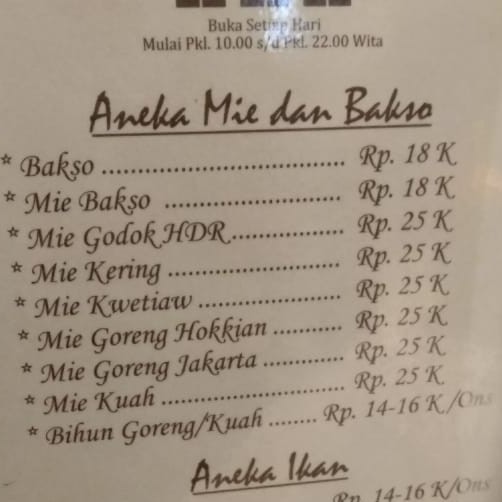 Buka Setiap Hari
Mulai Pkl. 10.00 s/d Pkl. 22.00 Wita
Aneka Mie dan Bakso
* Bakso ................................ Rp. 18 K
* Mie Bakso ....................... Rp. 18 K
* Mie Godok HDR.............. Rp. 25 K
* Mie Kering ...................... Rp. 25 K
* Mie Kwetiaw .................. Rp. 25 K
* Mie Goreng Hokkian .......... Rp. 25 K
* Mie Goreng Jakarta ............ Rp. 25 K
* Mie Kuah .......................... Rp. 25 K
* Bihun Goreng/Kuah ........ Rp. 14-16 K/Ons
Aneka Ikan
Rp. 14-16 K/Ons